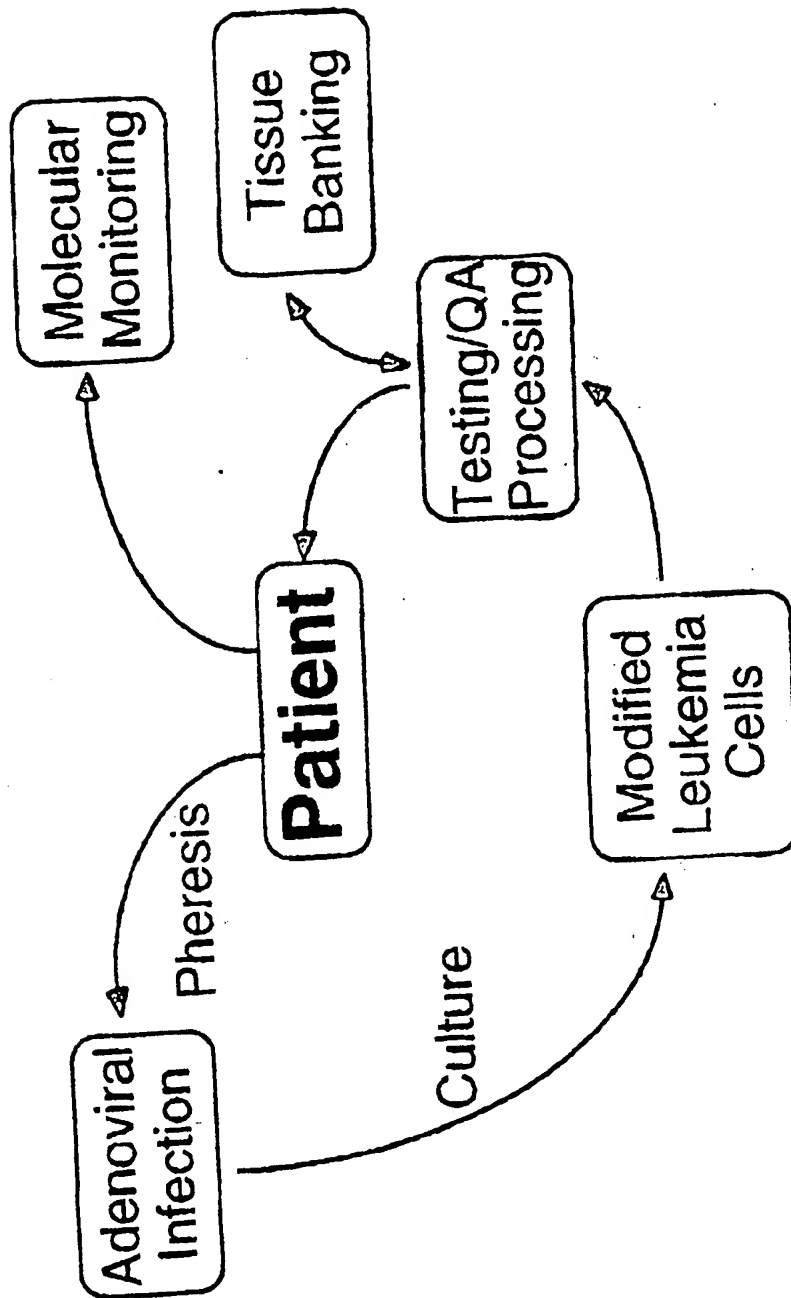 Adenoviral
Infection
Pheresis
Molecular
Monitoring
Patient
Tissue
Banking
Culture
Testing/QA
Processing
Modified
Leukemia
Cells